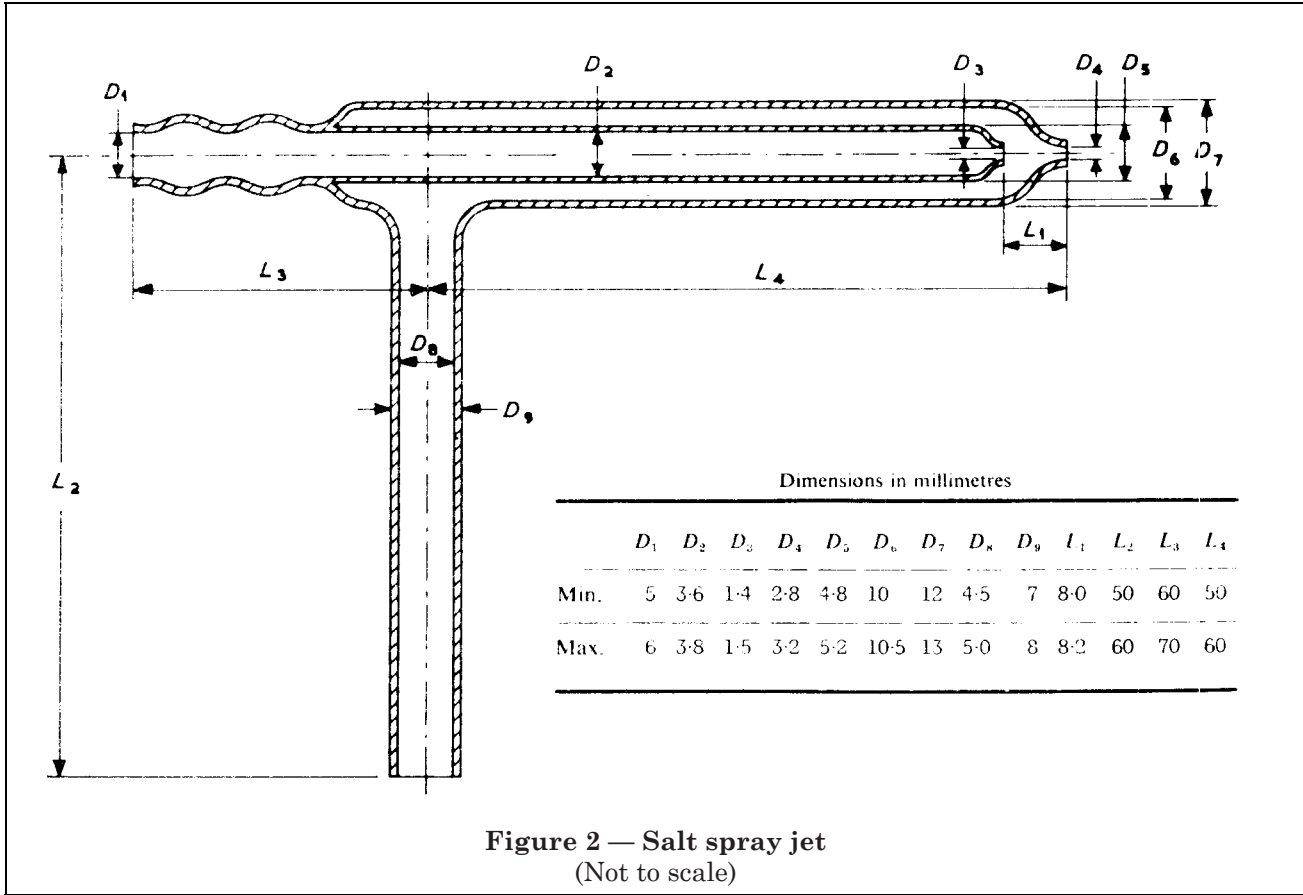 D₁ D₂ D₃ D₄ D₅
D₆ D₇
L₁
L₃ L₄
D₈
D₉
L₂
Dimensions in millimetres
D₁ D₂ D₃ D₄ D₅ D₆ D₇ D₈ D₉ L₁ L₂ L₃ L₄
Min. 5 3·6 1·4 2·8 4·8 10 12 4·5 7 8·0 50 60 50
Max. 6 3·8 1·5 3·2 5·2 10·5 13 5·0 8 8·2 60 70 60
Figure 2 — Salt spray jet
(Not to scale)